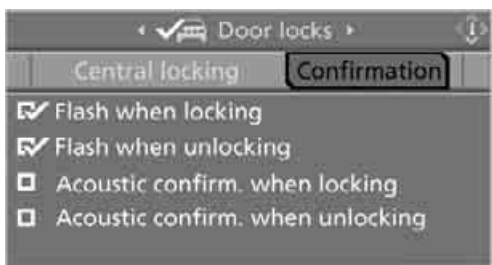 Door locks
Central locking Confirmation
Flash when locking
Flash when unlocking
Acoustic confirm. when locking
Acoustic confirm. when unlocking